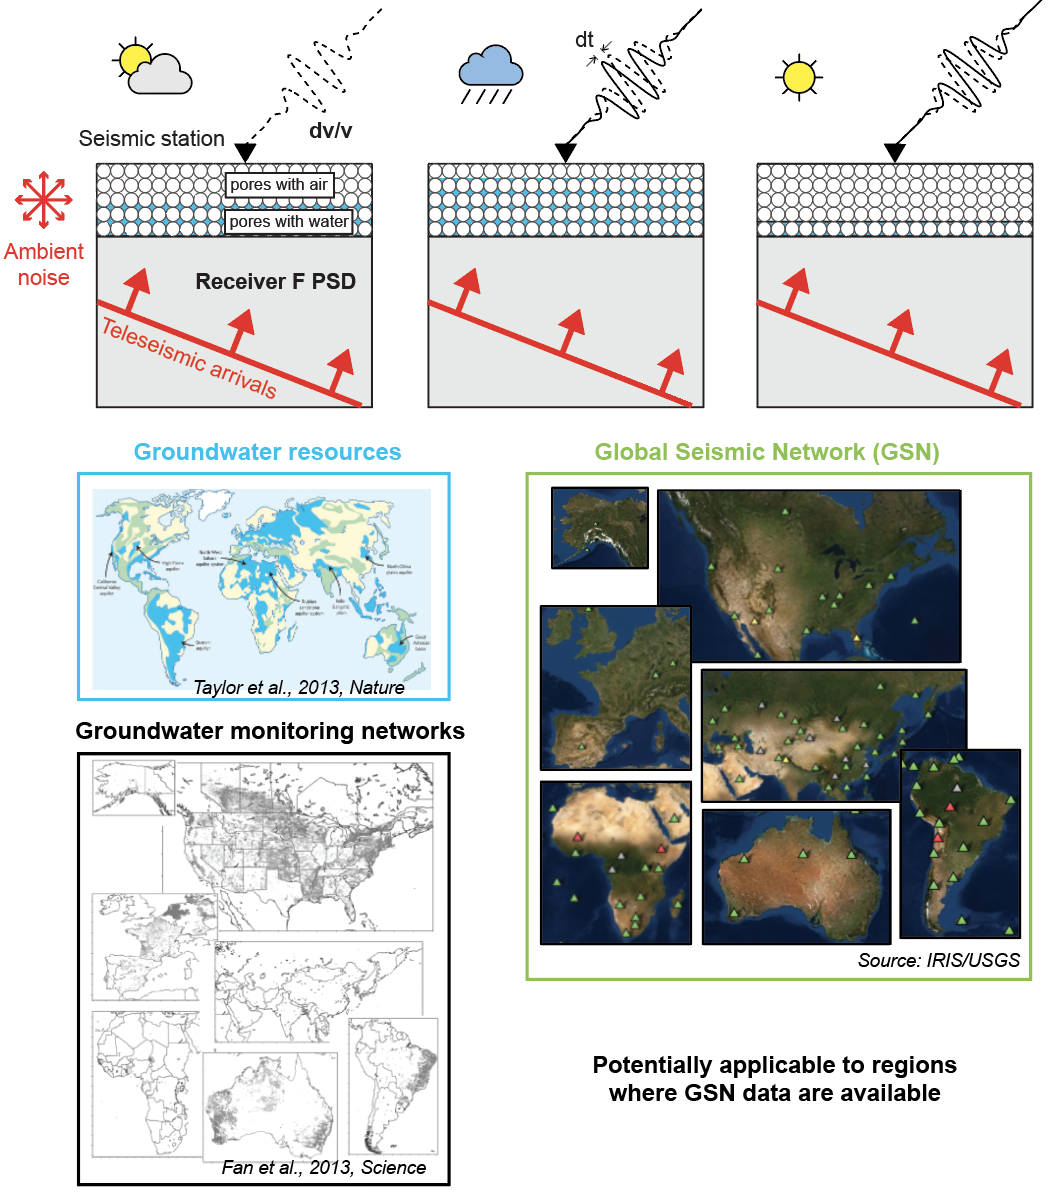 dt
dv/v
Seismic station
pores with air
pores with water
Ambient
noise
Receiver F PSD
Teleseismic arrivals
Groundwater resources
Global Seismic Network (GSN)
North West
Sahara
aquifer system
High Plains
aquifer
California
Central Valley
aquifer
North China
plains aquifer
Nubian
sandstone
aquifer system
Guarani
aquifer
Great
Artesian
basin
Taylor et al., 2013, Nature
Groundwater monitoring networks
Source: IRIS/USGS
Potentially applicable to regions
where GSN data are available
Fan et al., 2013, Science